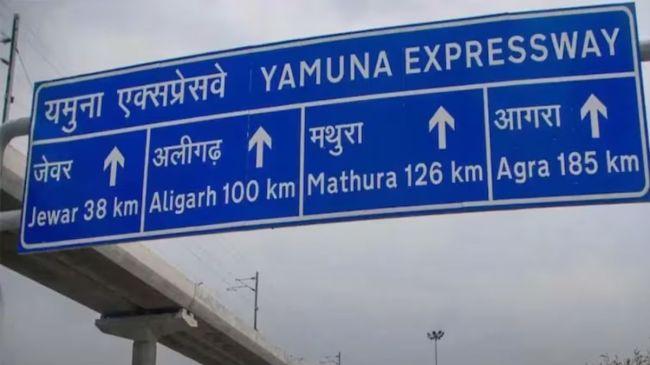 यमुना एक्सप्रेसवे YAMUNA EXPRESSWAY
जेवर
Jewar 38 km
अलीगढ़
Aligarh 100 km
मथुरा
Mathura 126 km
आगरा
Agra 185 km